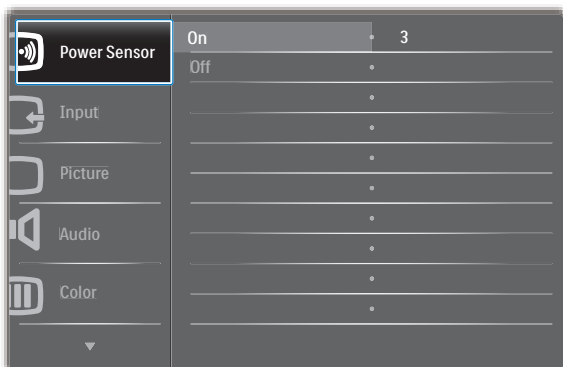 Power Sensor
On 3
Off
Input
Picture
Audio
Color